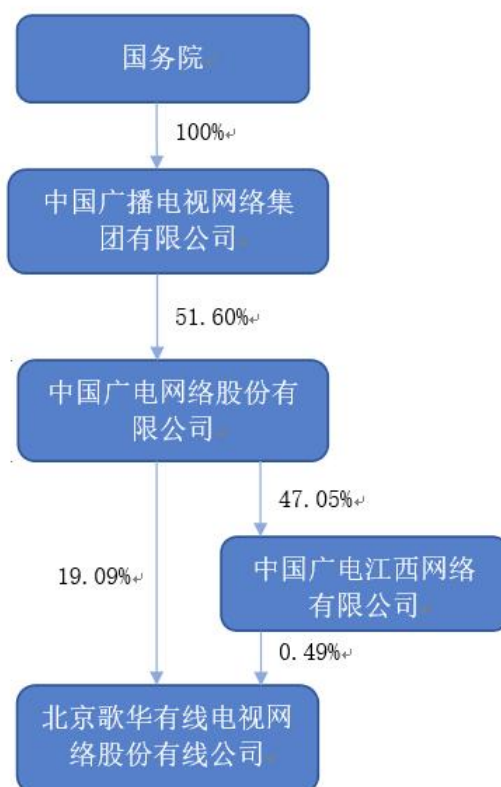 国务院
100%
中国广播电视网络集
团有限公司
51.60%
中国广电网络股份有
限公司
47.05%
19.09%
中国广电江西网络
有限公司
0.49%
北京歌华有线电视网
络股份有线公司